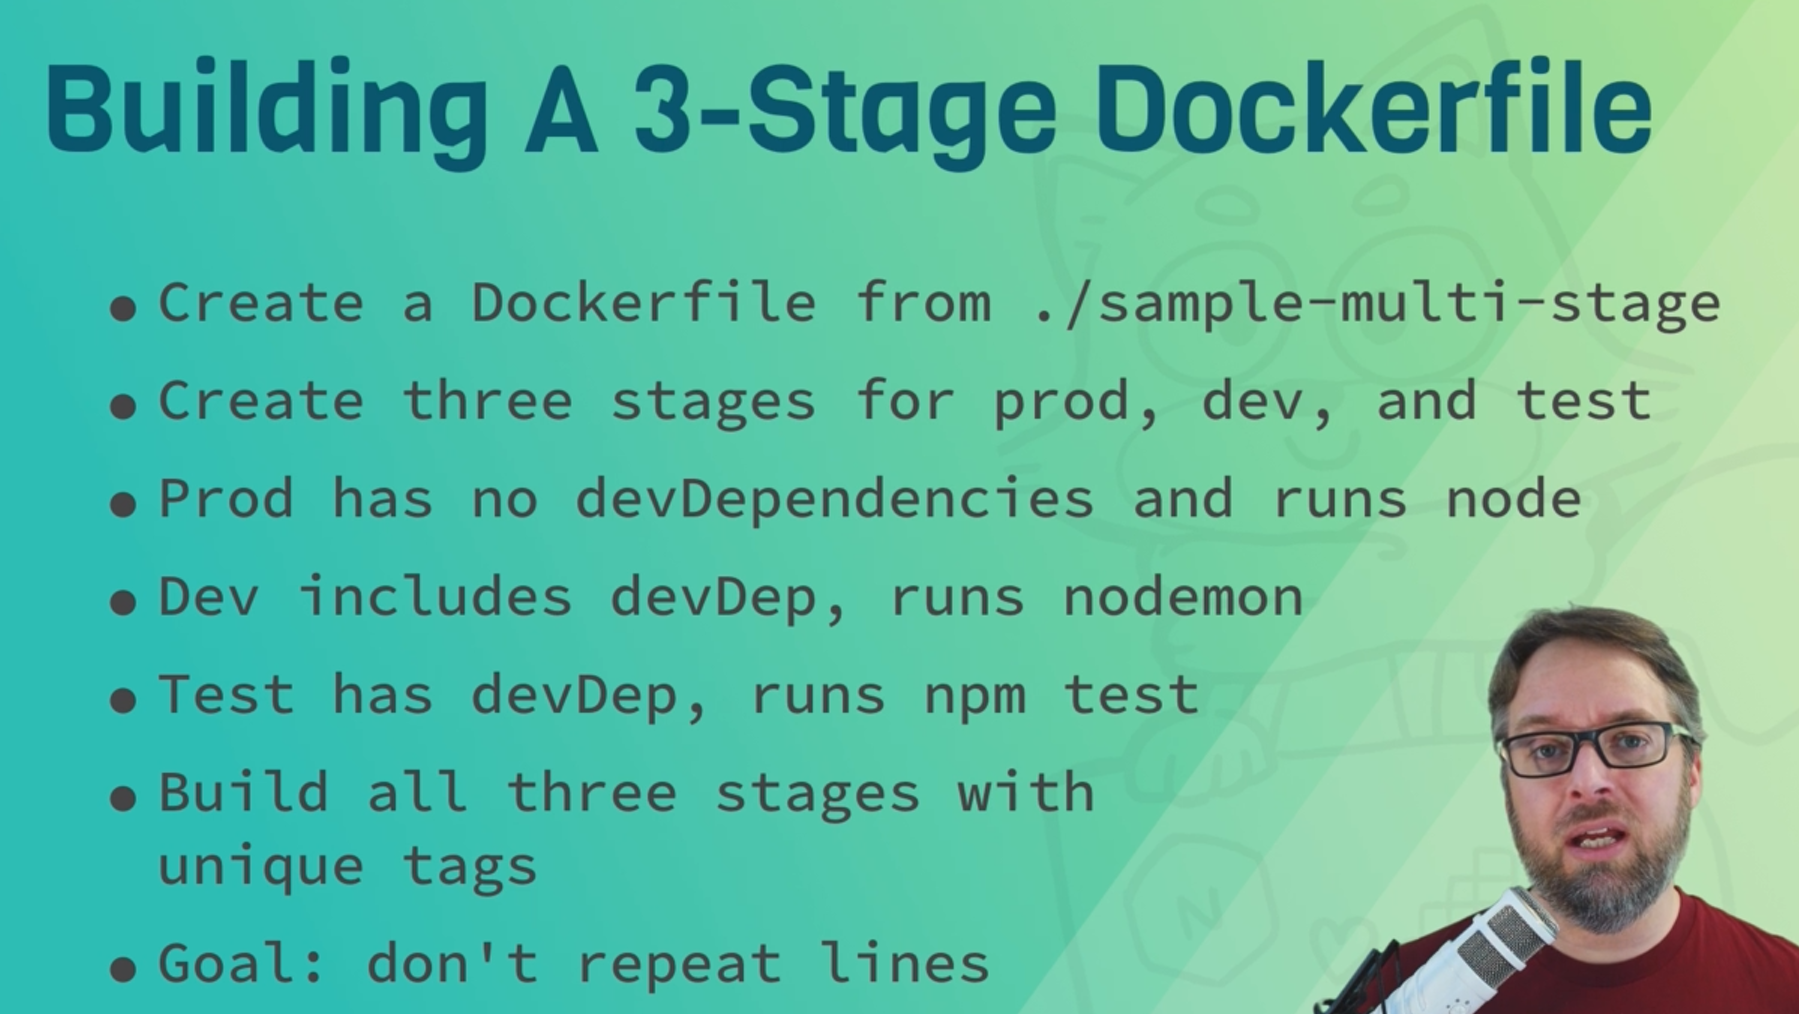 Building A 3-Stage Dockerfile
• Create a Dockerfile from ./sample-multi-stage
• Create three stages for prod, dev, and test
• Prod has no devDependencies and runs node
• Dev includes devDep, runs nodemon
• Test has devDep, runs npm test
• Build all three stages with
unique tags
• Goal: don't repeat lines
N